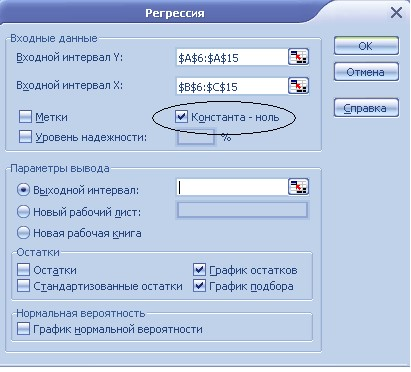 Регрессия
Входные данные
Входной интервал Y: $A$6:$A$15
Входной интервал X: $B$6:$C$15
Метки Константа - ноль
Уровень надежности: %
OK
Отмена
Справка
Параметры вывода
Выходной интервал:
Новый рабочий лист:
Новая рабочая книга
Остатки
Остатки График остатков
Стандартизованные остатки График подбора
Нормальная вероятность
График нормальной вероятности